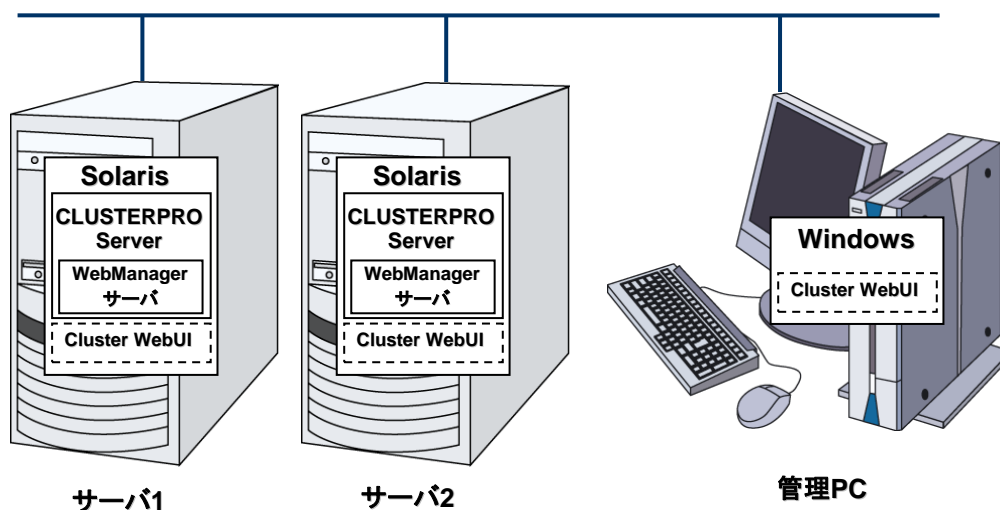 Solaris
CLUSTERPRO
Server
WebManager
サーバ
Cluster WebUI
サーバ1
Solaris
CLUSTERPRO
Server
WebManager
サーバ
Cluster WebUI
サーバ2
Windows
Cluster WebUI
管理PC